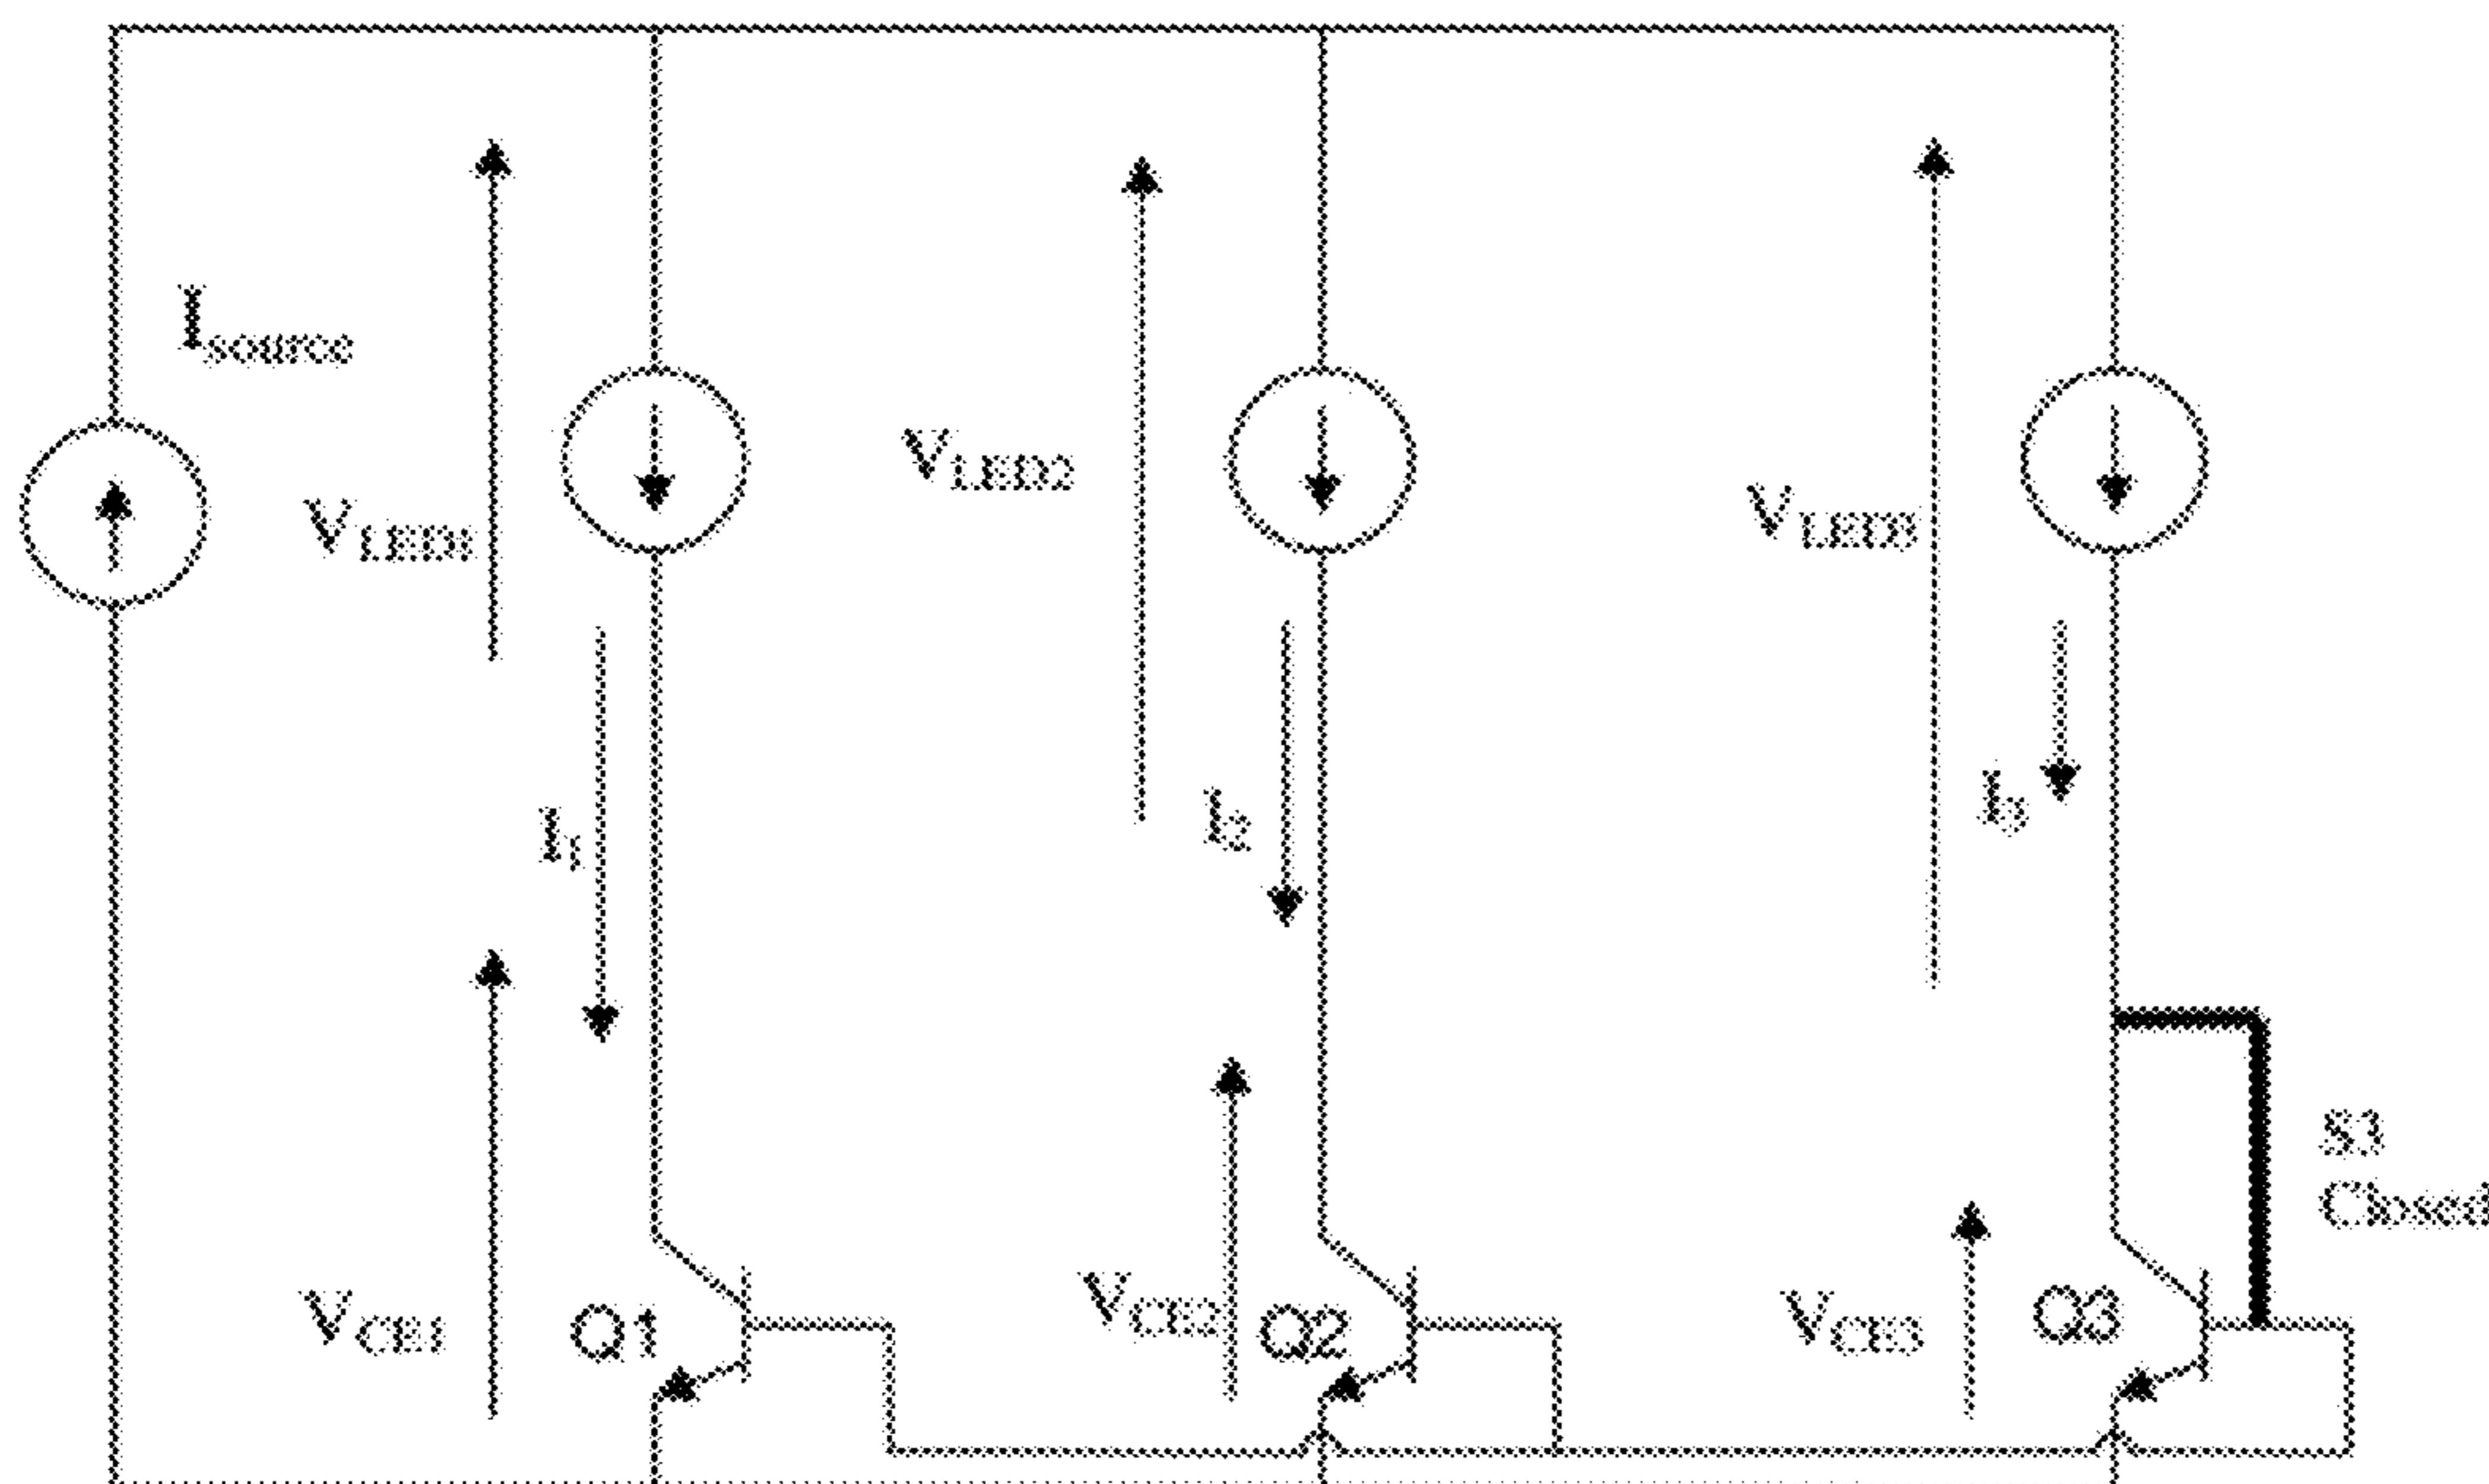 Isource
VLED1
VLED2
VLED3
I1
I2
I3
S3
Closed
VCE1
Q1
VCE2
Q2
VCE3
Q3